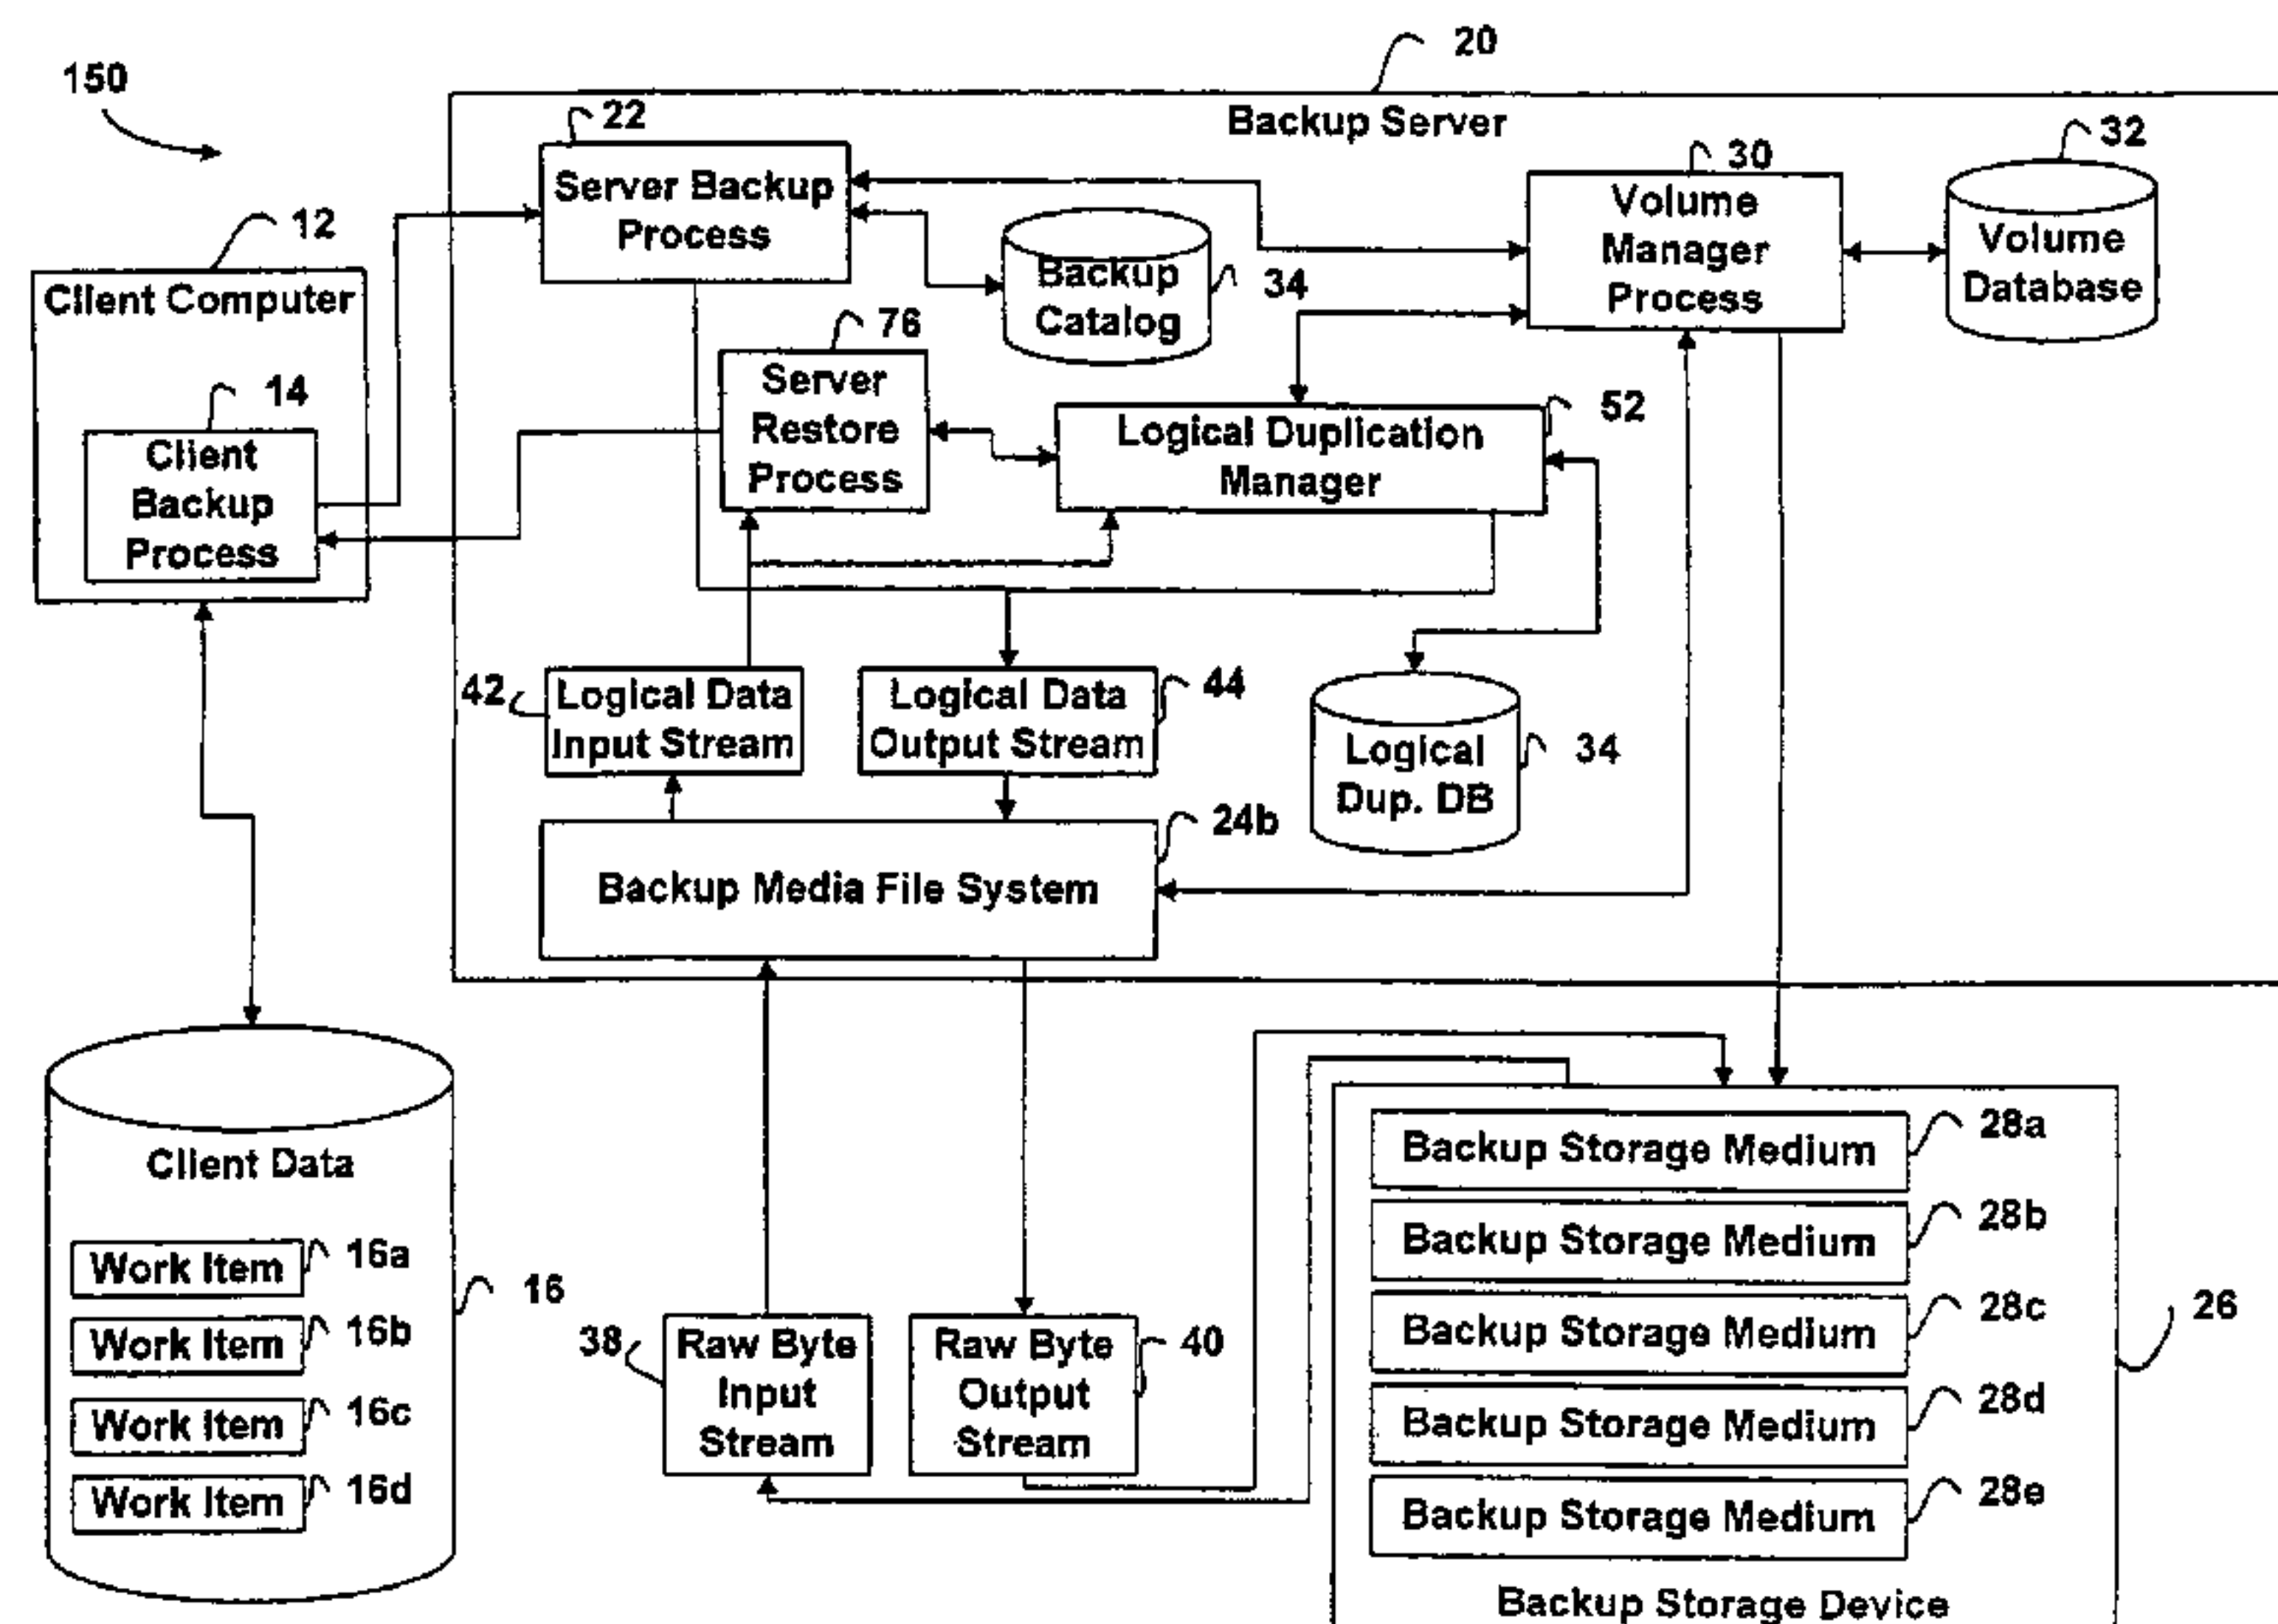 20
150
Backup Server
22
32
30
Server Backup
Process
Volume
Manager
Process
Volume
Database
12
Client Computer
Backup
Catalog
34
76
Server
Restore
Process
14
Client
Backup
Process
52
Logical Duplication
Manager
42
Logical Data
Input Stream
Logical Data
Output Stream
44
Logical
Dup. DB
34
24b
Backup Media File System
Client Data
Work Item
16a
Work Item
16b
Work Item
16c
Work Item
16d
16
38
Raw Byte
Input
Stream
Raw Byte
Output
Stream
40
Backup Storage Medium
28a
Backup Storage Medium
28b
Backup Storage Medium
28c
Backup Storage Medium
28d
Backup Storage Medium
28e
26
Backup Storage Device